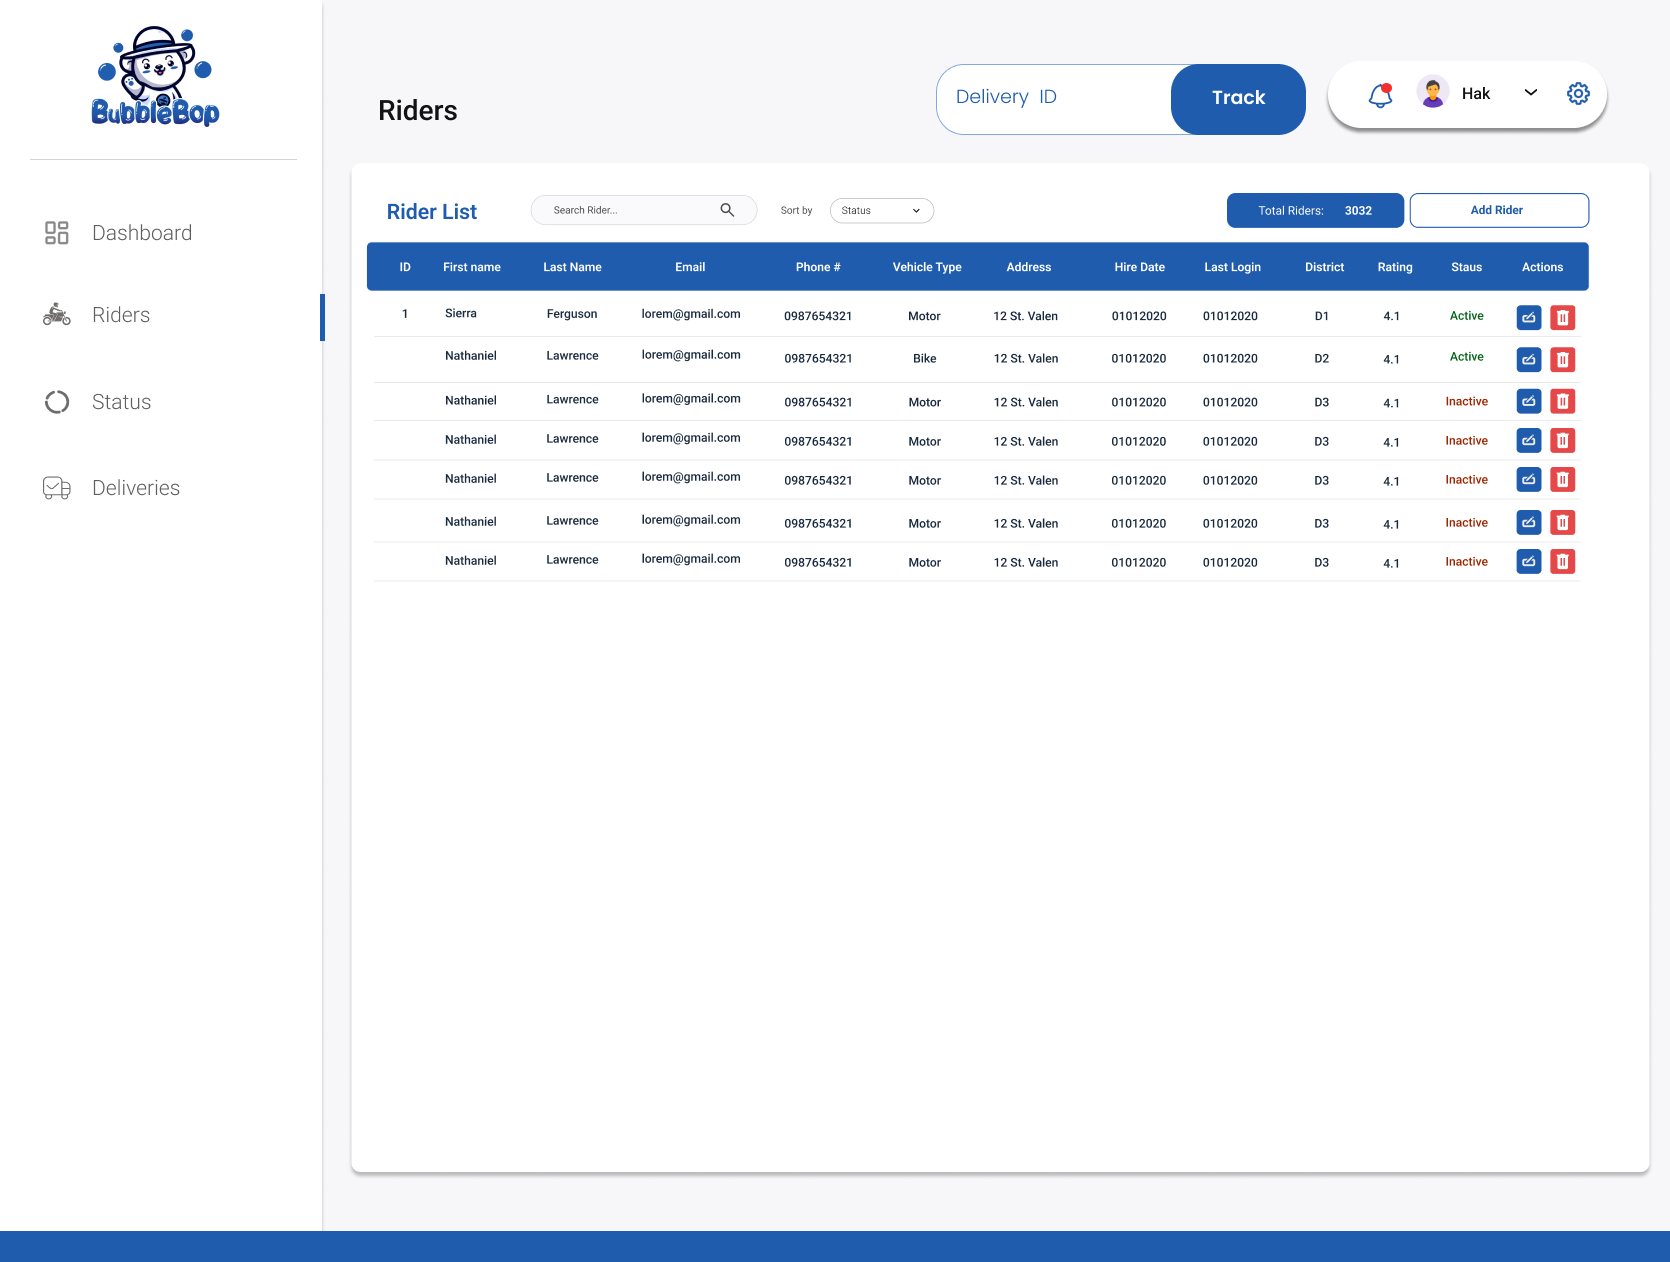 BubbleBop
Dashboard
Riders
Status
Deliveries
Riders
Delivery ID Track Hak
Rider List Search Rider... Sort by Status Total Riders: 3032 Add Rider
ID First name Last Name Email Phone # Vehicle Type Address Hire Date Last Login District Rating Staus Actions
1 Sierra Ferguson lorem@gmail.com 0987654321 Motor 12 St. Valen 01012020 01012020 D1 4.1 Active
Nathaniel Lawrence lorem@gmail.com 0987654321 Bike 12 St. Valen 01012020 01012020 D2 4.1 Active
Nathaniel Lawrence lorem@gmail.com 0987654321 Motor 12 St. Valen 01012020 01012020 D3 4.1 Inactive
Nathaniel Lawrence lorem@gmail.com 0987654321 Motor 12 St. Valen 01012020 01012020 D3 4.1 Inactive
Nathaniel Lawrence lorem@gmail.com 0987654321 Motor 12 St. Valen 01012020 01012020 D3 4.1 Inactive
Nathaniel Lawrence lorem@gmail.com 0987654321 Motor 12 St. Valen 01012020 01012020 D3 4.1 Inactive
Nathaniel Lawrence lorem@gmail.com 0987654321 Motor 12 St. Valen 01012020 01012020 D3 4.1 Inactive